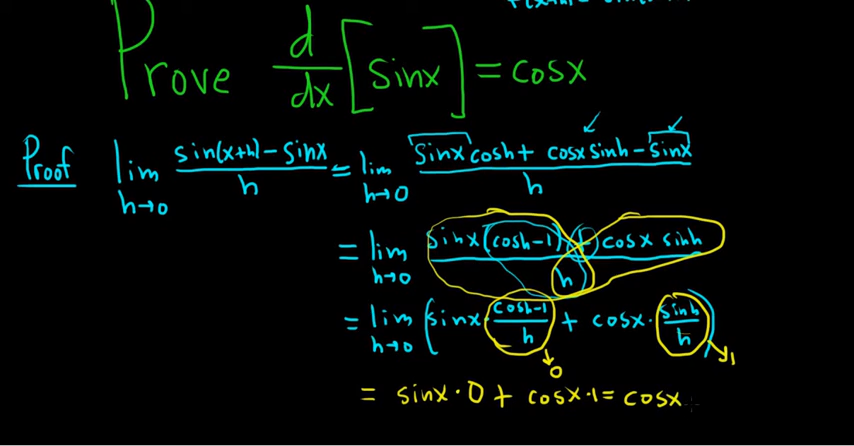 Prove d/dx [sinx] = cosx
Proof lim h→0 (sin(x+h) – sinx)/h = lim h→0 (sinx cosh + cosx sinh – sinx)/h
= lim h→0 (sinx (cosh–1) + cosx sinh)/h
= lim h→0 (sinx · (cosh–1)/h + cosx · sinh/h)
→ 0 → 1
= sinx · 0 + cosx · 1 = cosx